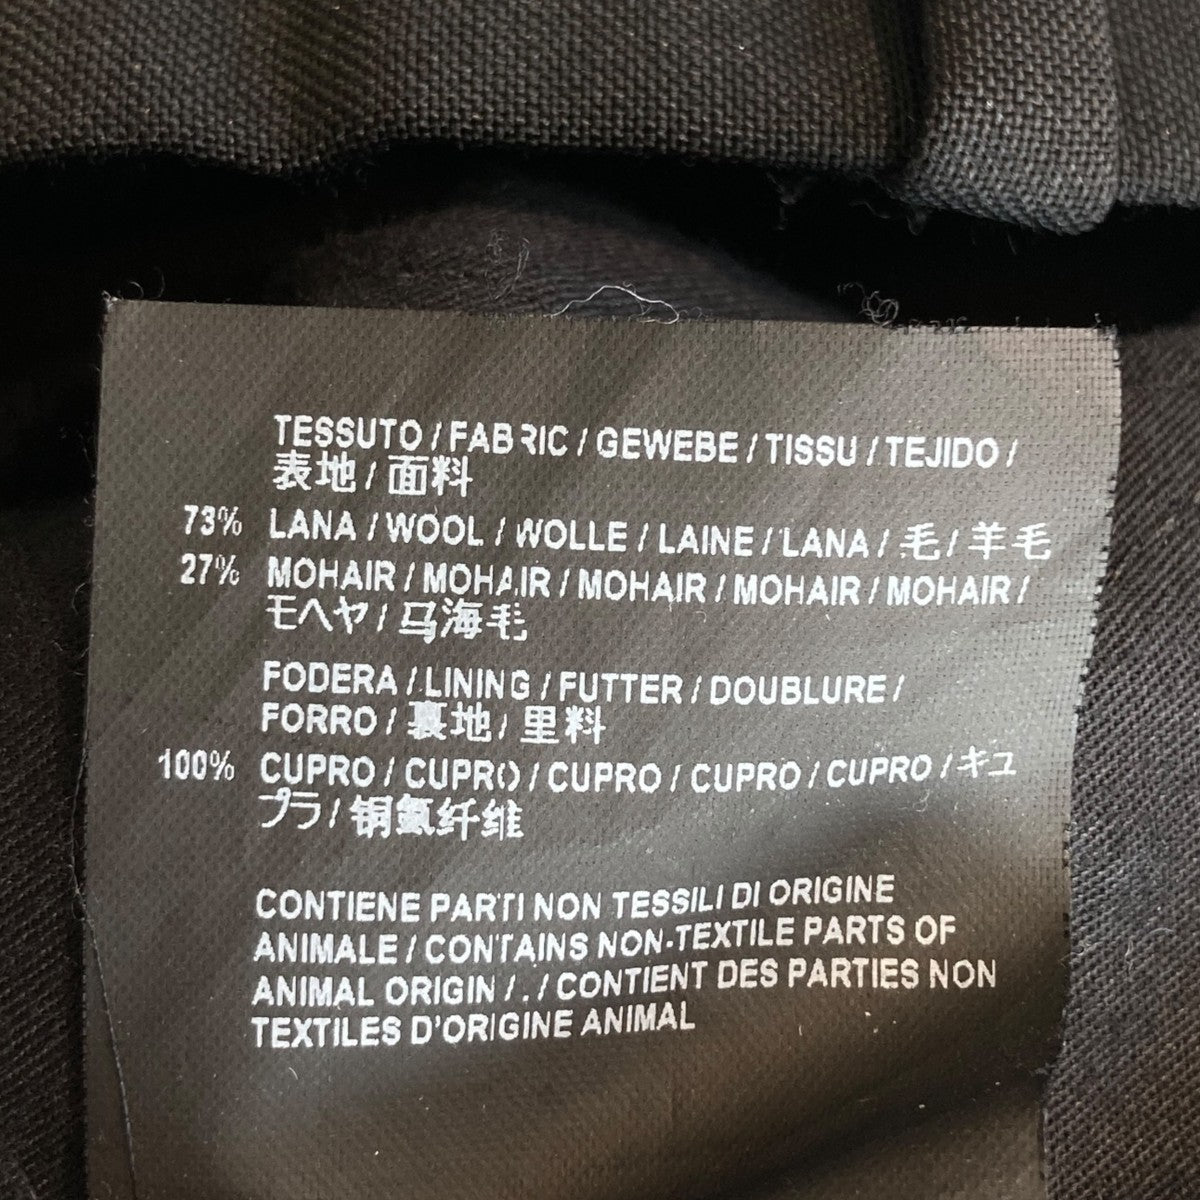 TESSUTO / FABRIC / GEWEBE / TISSU / TEJIDO /
表地 / 面料
73% LANA / WOOL / WOLLE / LAINE / LANA / 毛 / 羊毛
27% MOHAIR / MOHAIR / MOHAIR / MOHAIR / MOHAIR /
モヘヤ / 马海毛
FODERA / LINING / FUTTER / DOUBLURE /
FORRO / 裏地 / 里料
100% CUPRO / CUPRO / CUPRO / CUPRO / CUPRO / キュ
プラ / 铜氨纤维
CONTIENE PARTI NON TESSILI DI ORIGINE
ANIMALE / CONTAINS NON-TEXTILE PARTS OF
ANIMAL ORIGIN / . / CONTIENT DES PARTIES NON
TEXTILES D'ORIGINE ANIMAL